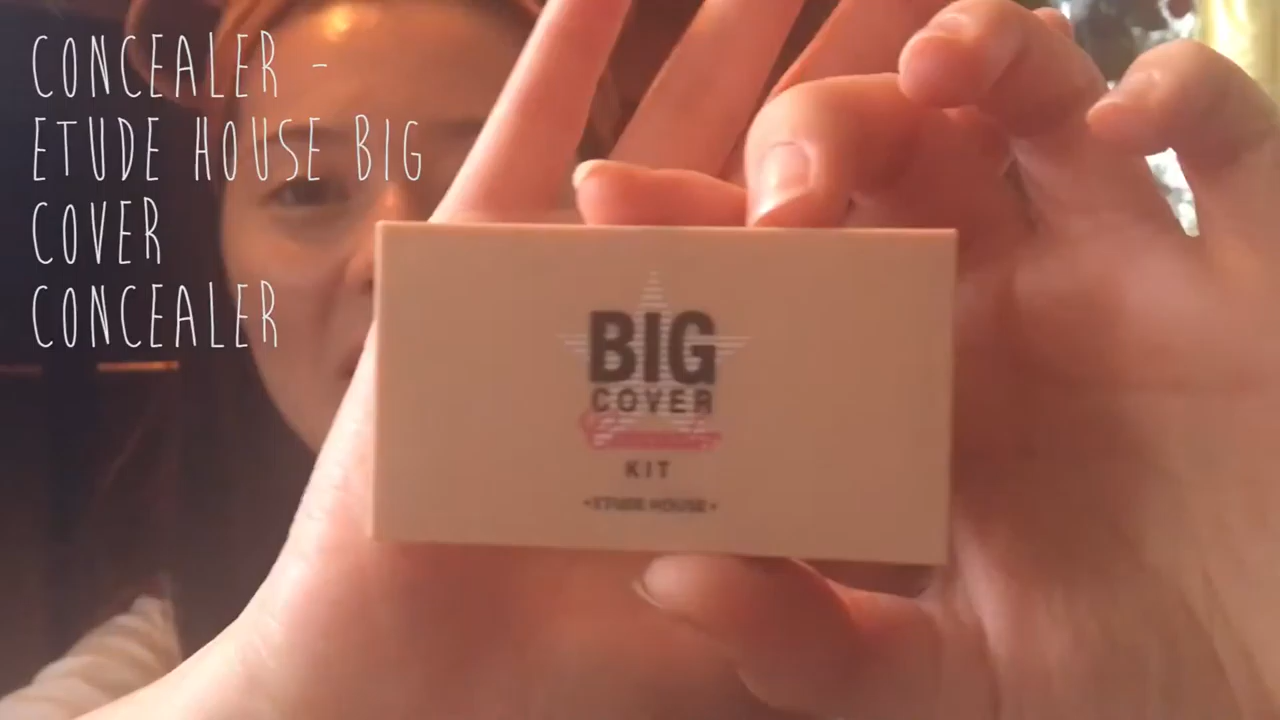 CONCEALER -
ETUDE HOUSE BIG
COVER
CONCEALER
BIG
COVER
KIT
•ETUDE HOUSE•